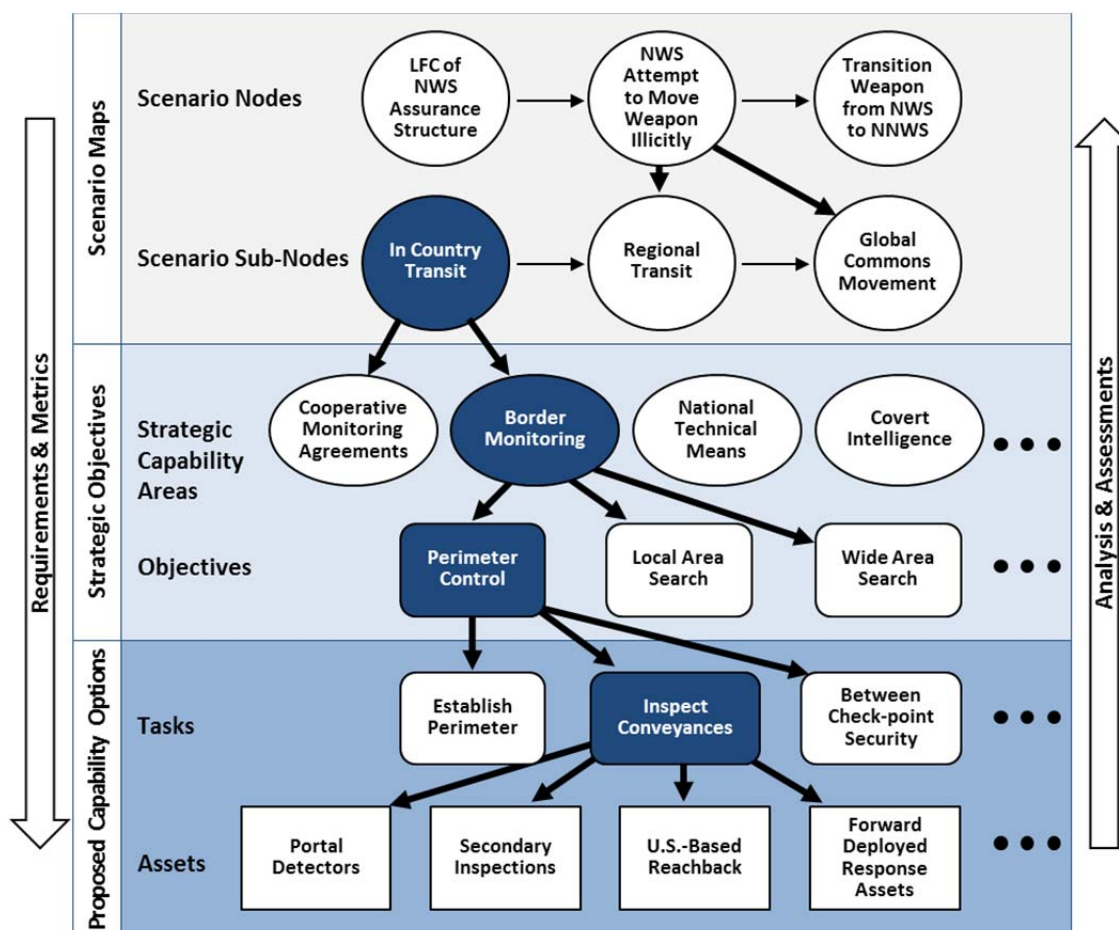 Scenario Maps
Scenario Nodes
LFC of
NWS
Assurance
Structure
NWS
Attempt
to Move
Weapon
Illicitly
Transition
Weapon
from NWS
to NNWS
Scenario Sub-Nodes
In Country
Transit
Regional
Transit
Global
Commons
Movement
Requirements & Metrics
Analysis & Assessments
Strategic Objectives
Strategic
Capability
Areas
Cooperative
Monitoring
Agreements
Border
Monitoring
National
Technical
Means
Covert
Intelligence
Objectives
Perimeter
Control
Local Area
Search
Wide Area
Search
Proposed Capability Options
Tasks
Establish
Perimeter
Inspect
Conveyances
Between
Check-point
Security
Assets
Portal
Detectors
Secondary
Inspections
U.S.-Based
Reachback
Forward
Deployed
Response
Assets